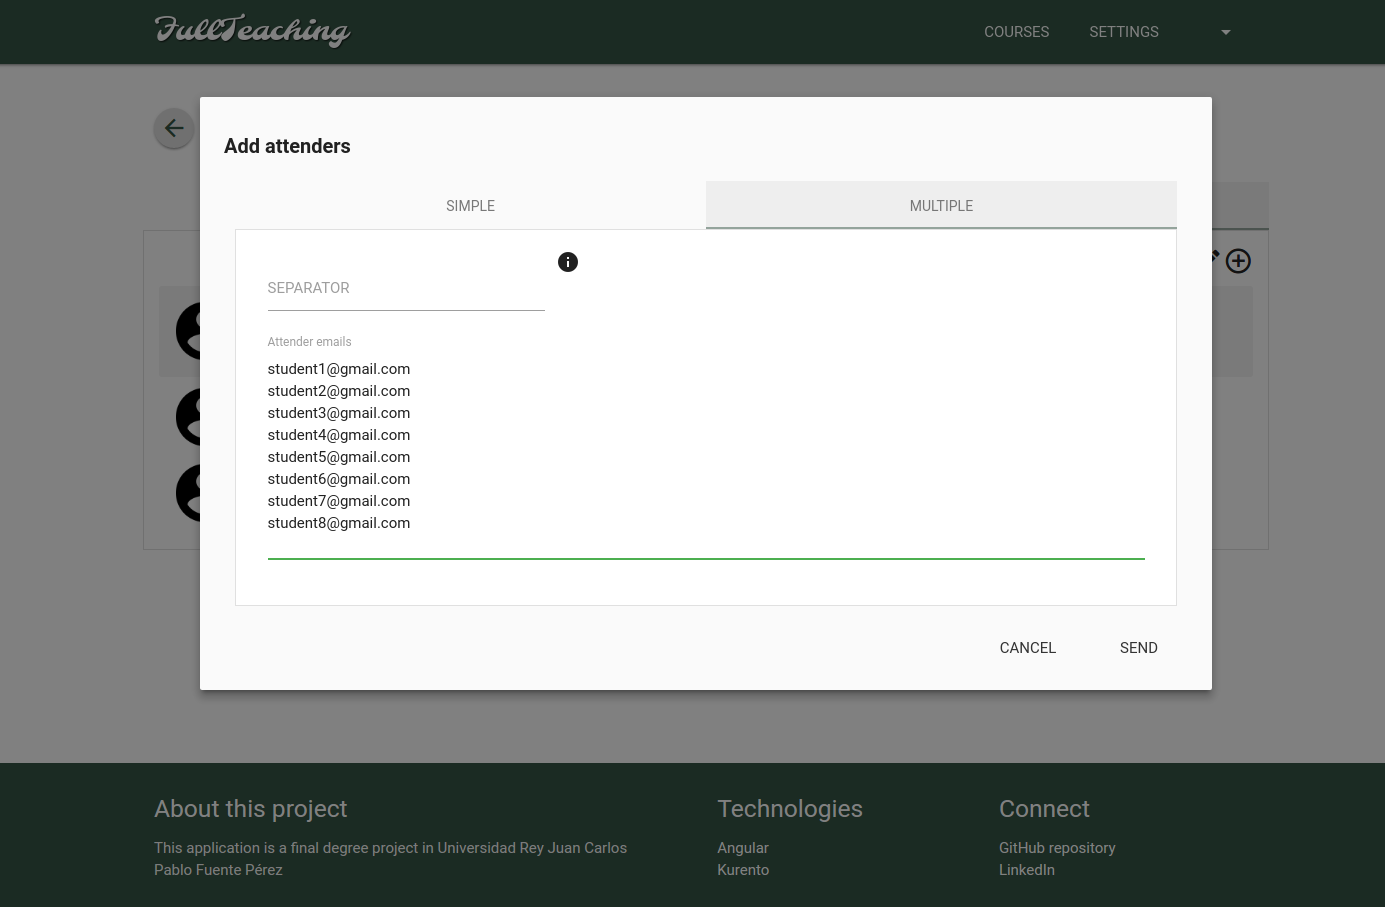 FullTeaching
COURSES
SETTINGS
Add attenders
SIMPLE
MULTIPLE
SEPARATOR
Attender emails
student1@gmail.com
student2@gmail.com
student3@gmail.com
student4@gmail.com
student5@gmail.com
student6@gmail.com
student7@gmail.com
student8@gmail.com
CANCEL
SEND
About this project
This application is a final degree project in Universidad Rey Juan Carlos
Pablo Fuente Pérez
Technologies
Angular
Kurento
Connect
GitHub repository
LinkedIn